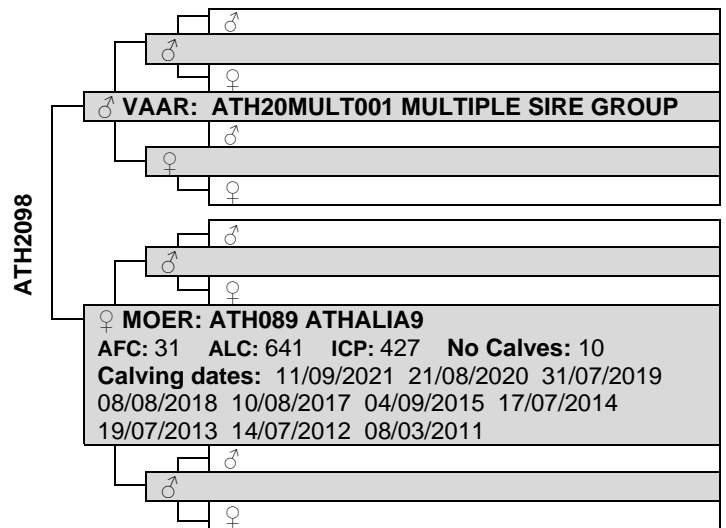 ♂
♂
♀
♂ VAAR: ATH20MULT001 MULTIPLE SIRE GROUP
♂
♀
♀
ATH2098
♂
♂
♀
♀ MOER: ATH089 ATHALIA9
AFC: 31 ALC: 641 ICP: 427 No Calves: 10
Calving dates: 11/09/2021 21/08/2020 31/07/2019
08/08/2018 10/08/2017 04/09/2015 17/07/2014
19/07/2013 14/07/2012 08/03/2011
♂
♂
♀